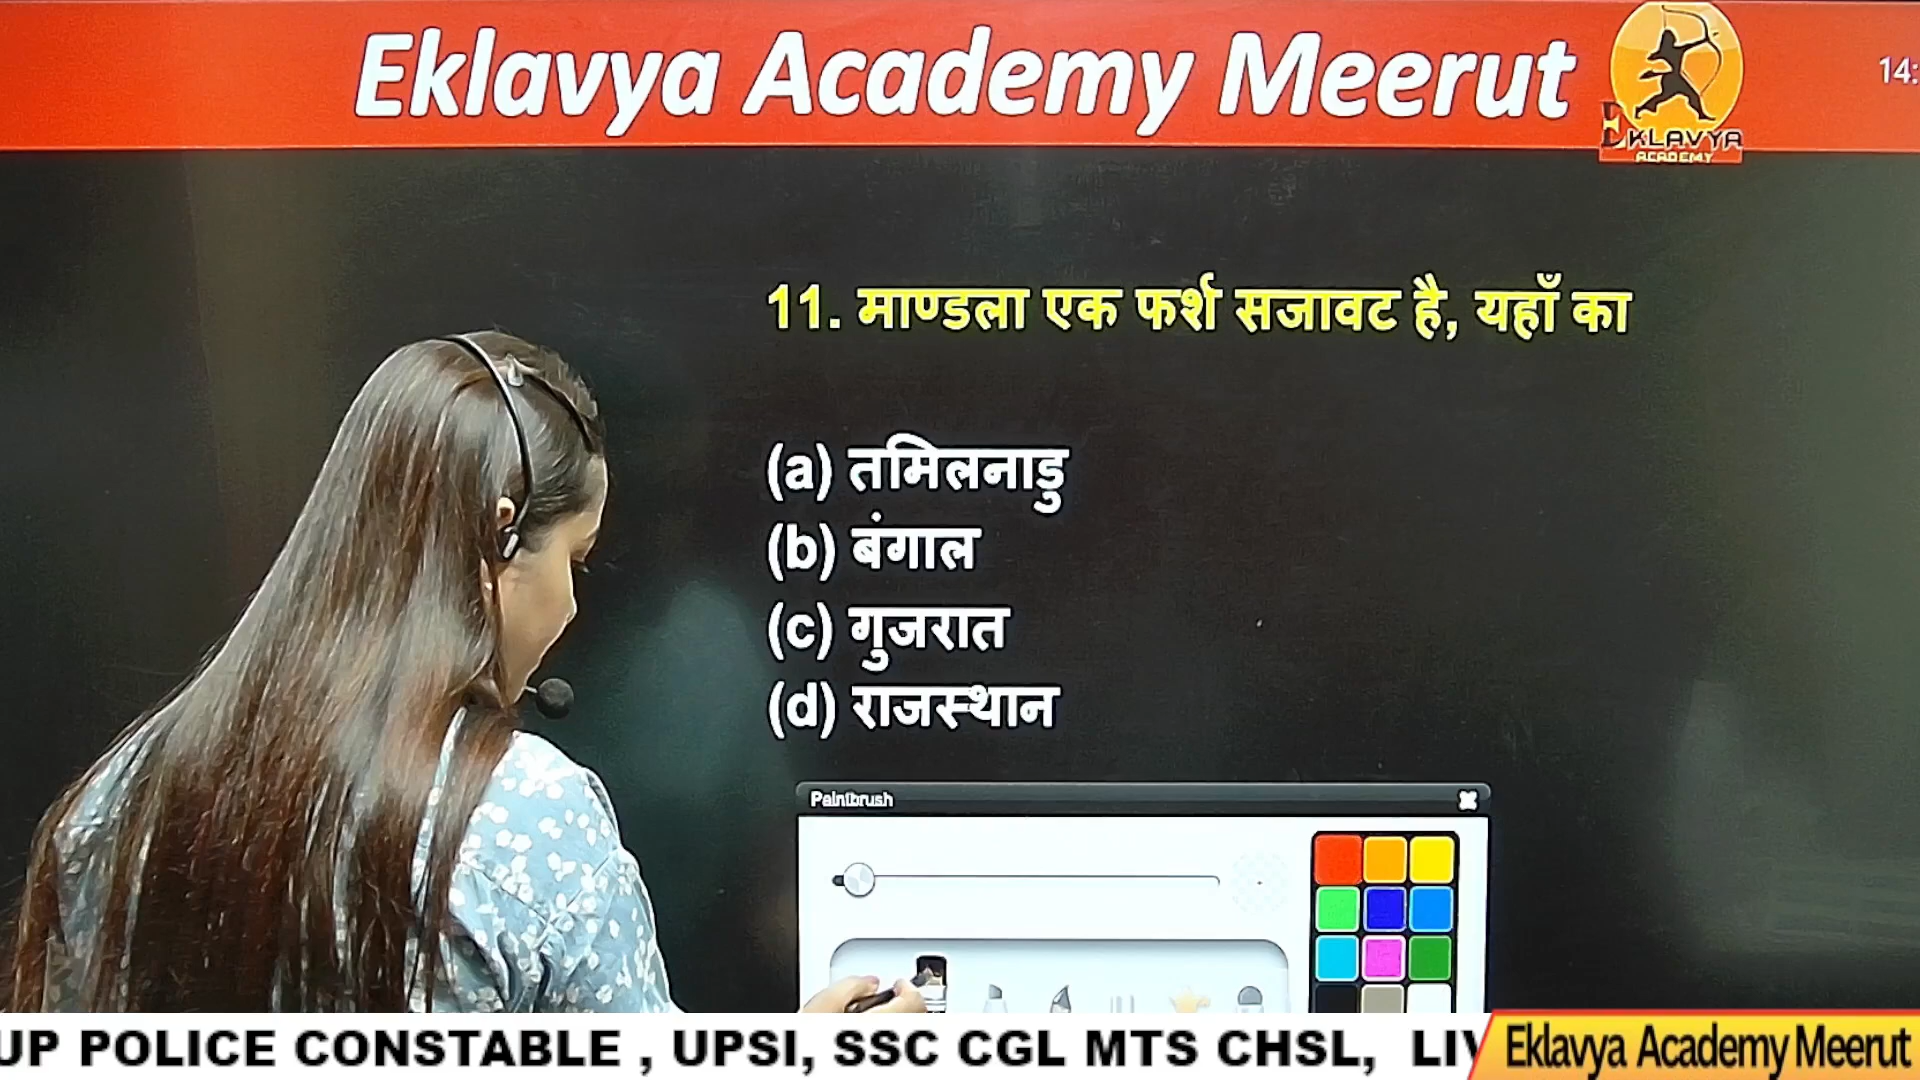 Eklavya Academy Meerut
EKLAVYA
ACADEMY
14:
11. माण्डला एक फर्श सजावट है, यहाँ का
(a) तमिलनाडु
(b) बंगाल
(c) गुजरात
(d) राजस्थान
Paintbrush
UP POLICE CONSTABLE , UPSI, SSC CGL MTS CHSL, LIV
Eklavya Academy Meerut